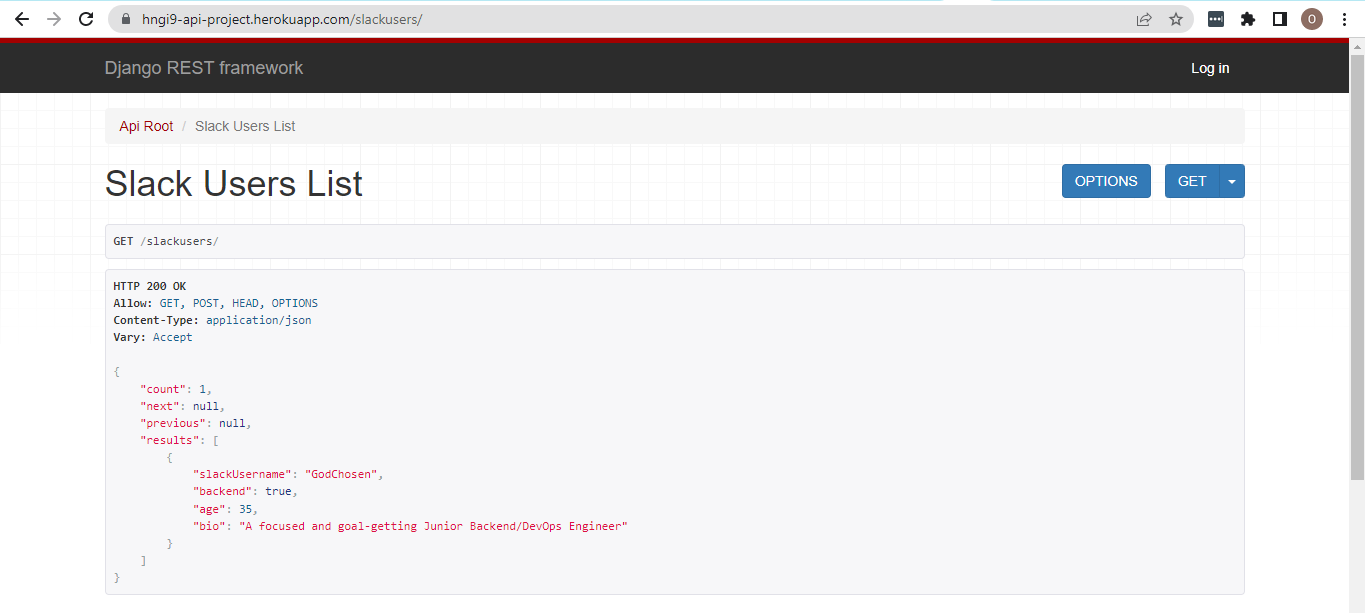 hngi9-api-project.herokuapp.com/slackusers/
O
Django REST framework
Log in
Api Root / Slack Users List
Slack Users List
OPTIONS
GET
GET /slackusers/
HTTP 200 OK
Allow: GET, POST, HEAD, OPTIONS
Content-Type: application/json
Vary: Accept
{
    "count": 1,
    "next": null,
    "previous": null,
    "results": [
        {
            "slackUsername": "GodChosen",
            "backend": true,
            "age": 35,
            "bio": "A focused and goal-getting Junior Backend/DevOps Engineer"
        }
    ]
}